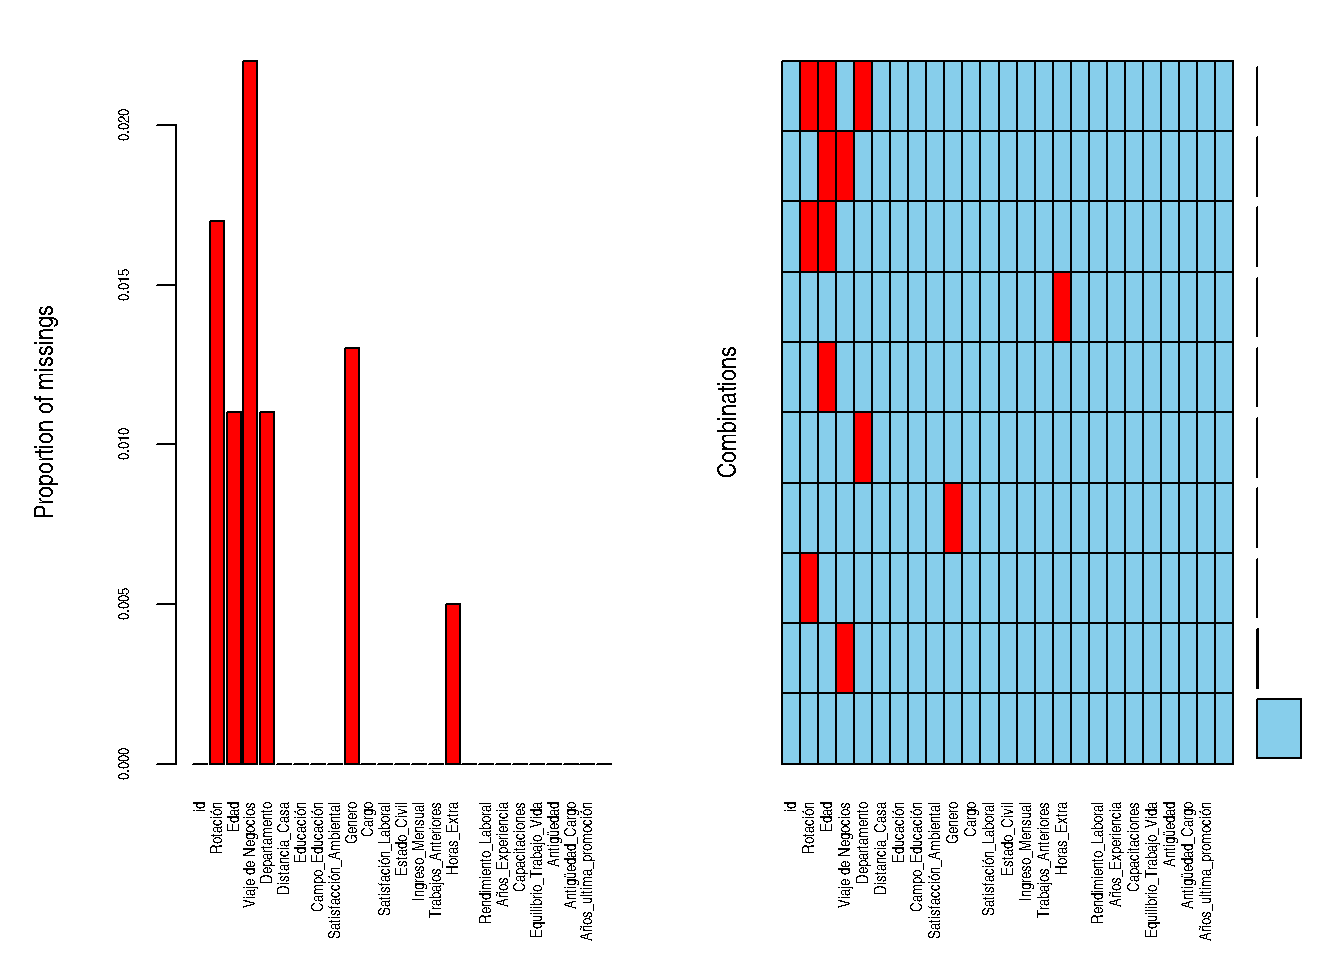 Proportion of missings
0.020
0.015
0.010
0.005
0.000
id
Rotación
Edad
Viaje de Negocios
Departamento
Distancia_Casa
Educación
Campo_Educación
Satisfacción_Ambiental
Genero
Cargo
Satistación_Laboral
Estado_Civil
Ingreso_Mensual
Trabajos_Anteriores
Horas_Extra
Rendimiento_Laboral
Años_Experiencia
Capacitaciones
Equilibrio_Trabajo_Vida
Antigüedad
Antigüedad_Cargo
Años_ultima_promoción
Combinations
id
Rotación
Edad
Viaje de Negocios
Departamento
Distancia_Casa
Educación
Campo_Educación
Satisfacción_Ambiental
Genero
Cargo
Satistación_Laboral
Estado_Civil
Ingreso_Mensual
Trabajos_Anteriores
Horas_Extra
Rendimiento_Laboral
Años_Experiencia
Capacitaciones
Equilibrio_Trabajo_Vida
Antigüedad
Antigüedad_Cargo
Años_ultima_promoción